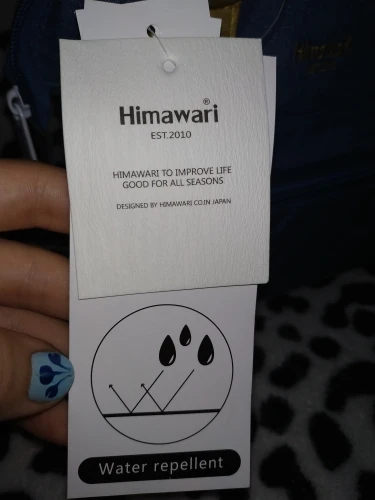 Himawari®
EST.2010
HIMAWARI TO IMPROVE LIFE
GOOD FOR ALL SEASONS
DESIGNED BY HIMAWARI CO.IN JAPAN
Water repellent